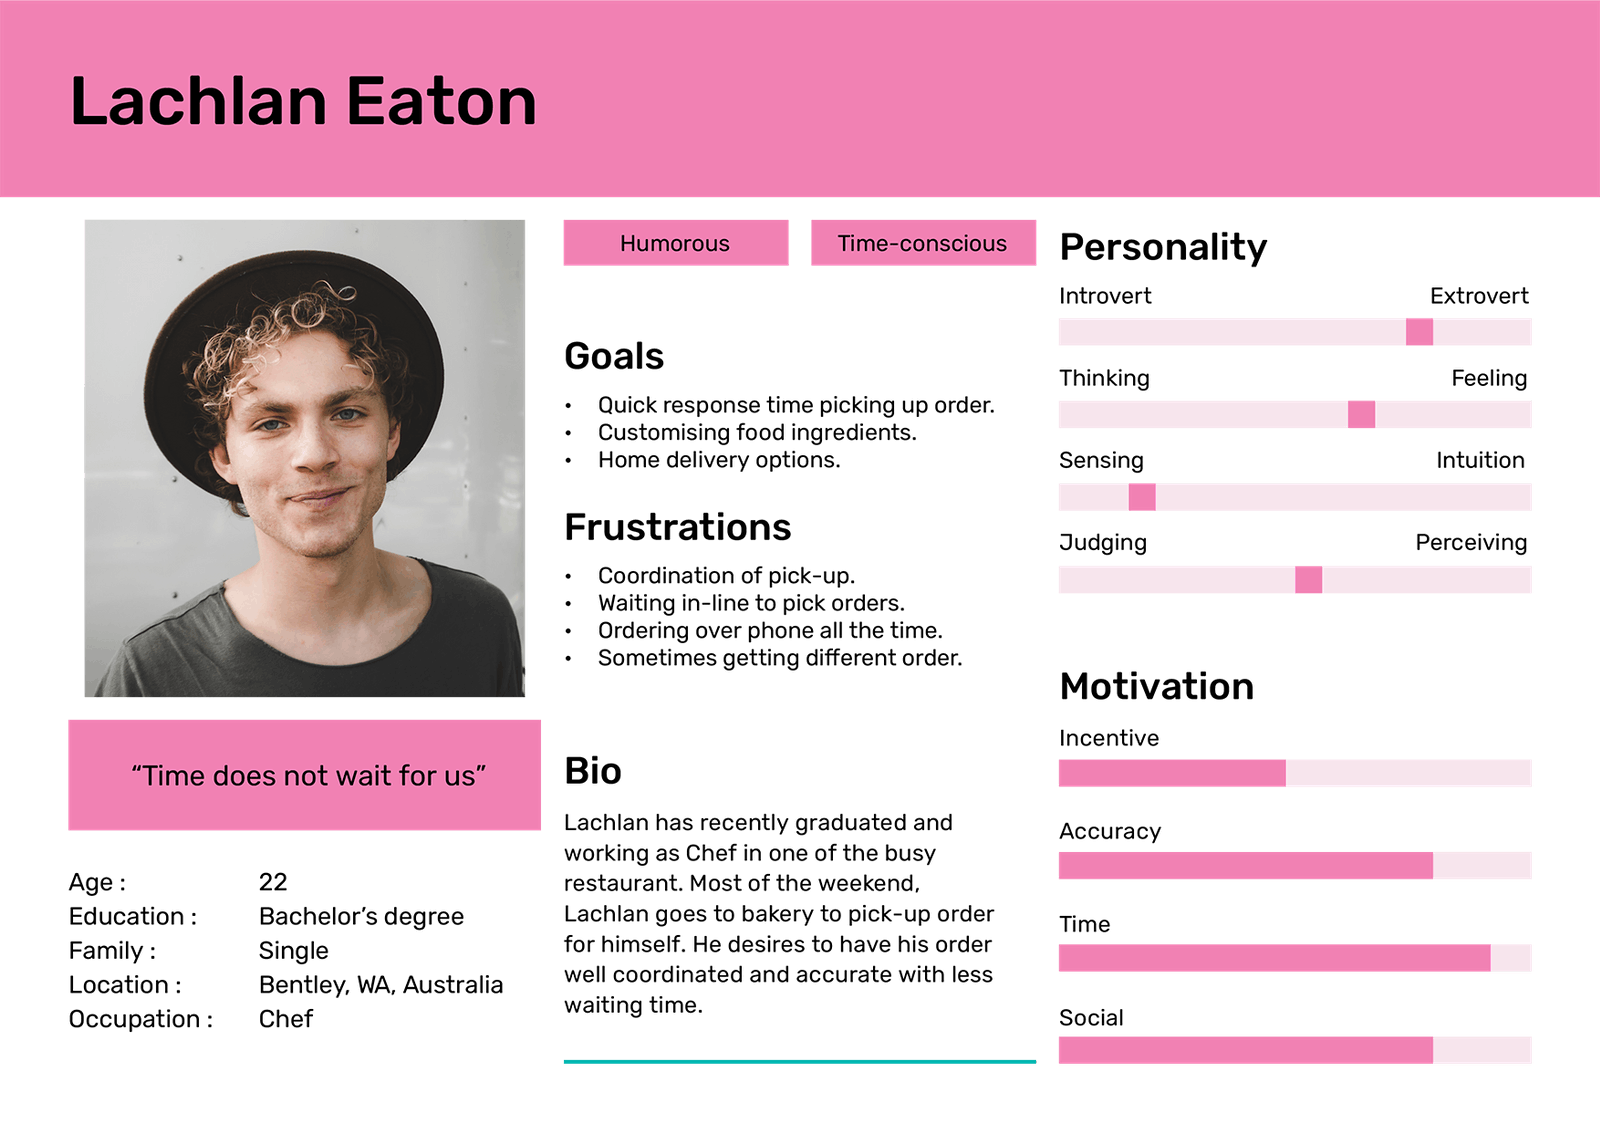 Lachlan Eaton
“Time does not wait for us”
Age : 22
Education : Bachelor’s degree
Family : Single
Location : Bentley, WA, Australia
Occupation : Chef
Humorous
Time-conscious
Goals
• Quick response time picking up order.
• Customising food ingredients.
• Home delivery options.
Frustrations
• Coordination of pick-up.
• Waiting in-line to pick orders.
• Ordering over phone all the time.
• Sometimes getting different order.
Bio
Lachlan has recently graduated and
working as Chef in one of the busy
restaurant. Most of the weekend,
Lachlan goes to bakery to pick-up order
for himself. He desires to have his order
well coordinated and accurate with less
waiting time.
Personality
Introvert Extrovert
Thinking Feeling
Sensing Intuition
Judging Perceiving
Motivation
Incentive
Accuracy
Time
Social